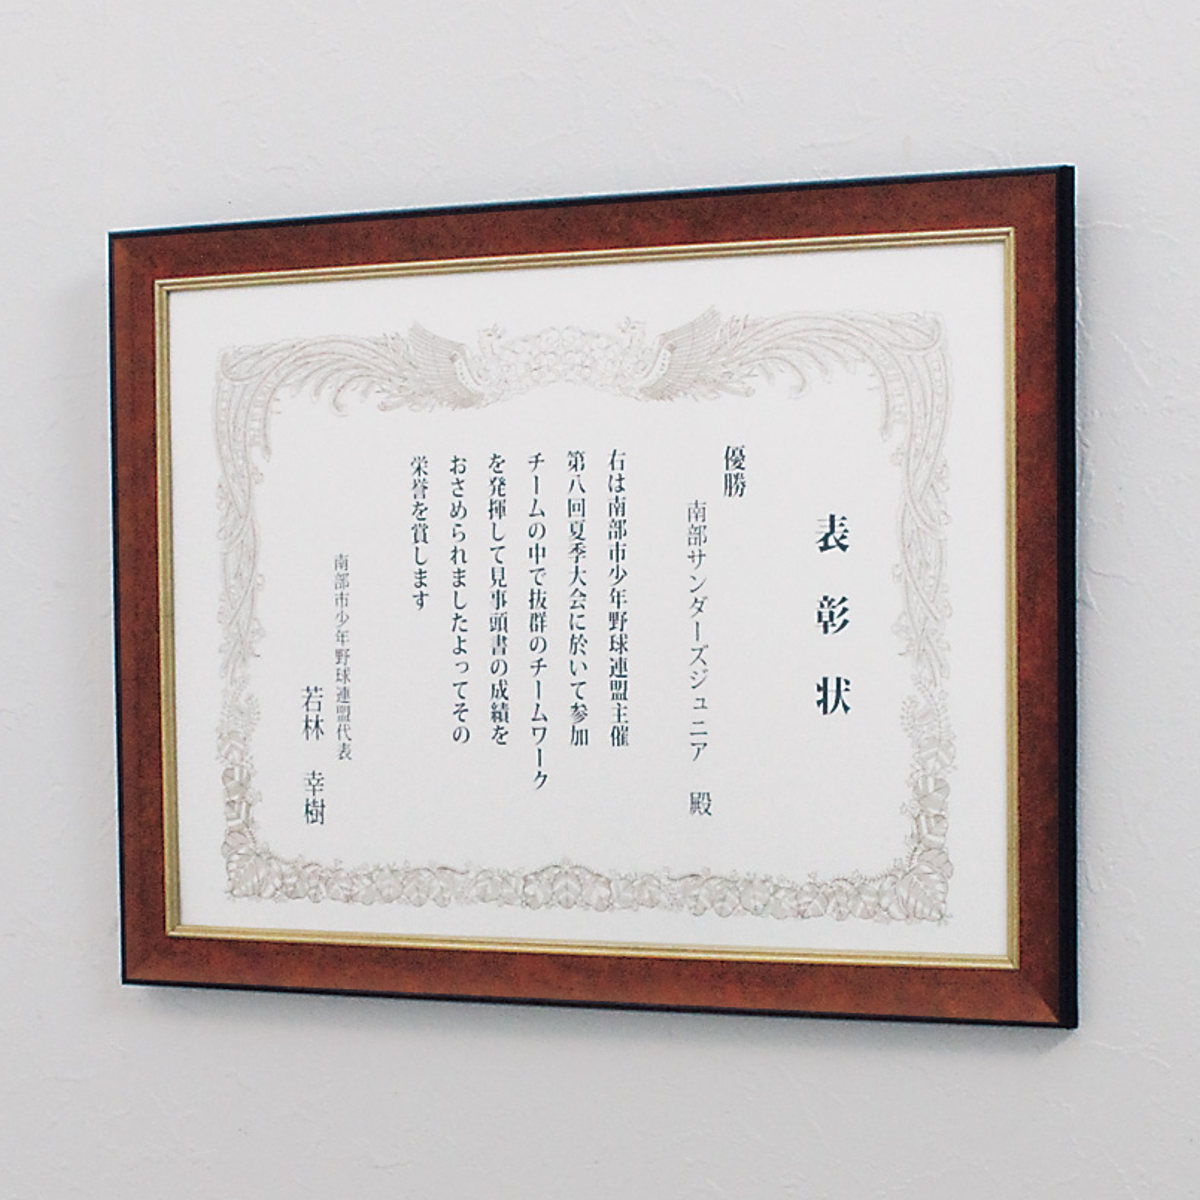 表彰状
優勝
南部サンダーズジュニア 殿
右は南部市少年野球連盟主催
第八回夏季大会に於いて参加
チームの中で抜群のチームワーク
を発揮して見事頭書の成績を
おさめられましたよってその
栄誉を賞します
南部市少年野球連盟代表
若林 幸樹